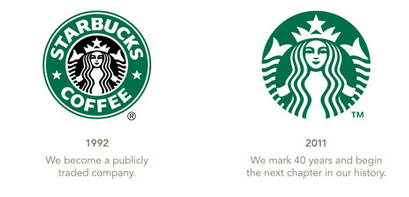 STARBUCKS
COFFEE
®
TM
1992
We become a publicly
traded company.
2011
We mark 40 years and begin
the next chapter in our history.